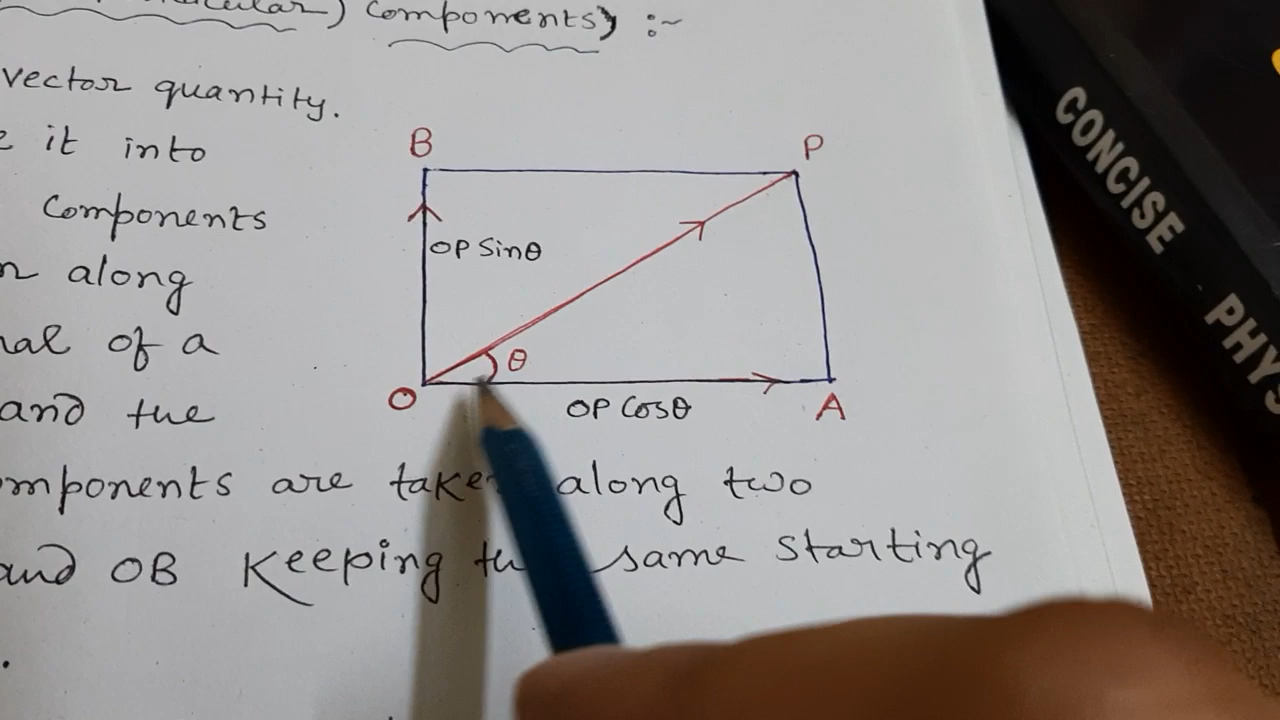 Components) :-
vector quantity.
it into
Components
along
of a
and the
components are taken along two
and OB Keeping the same starting
B
P
OP Sinθ
θ
O
OP Cosθ
A
CONCISE PHYS